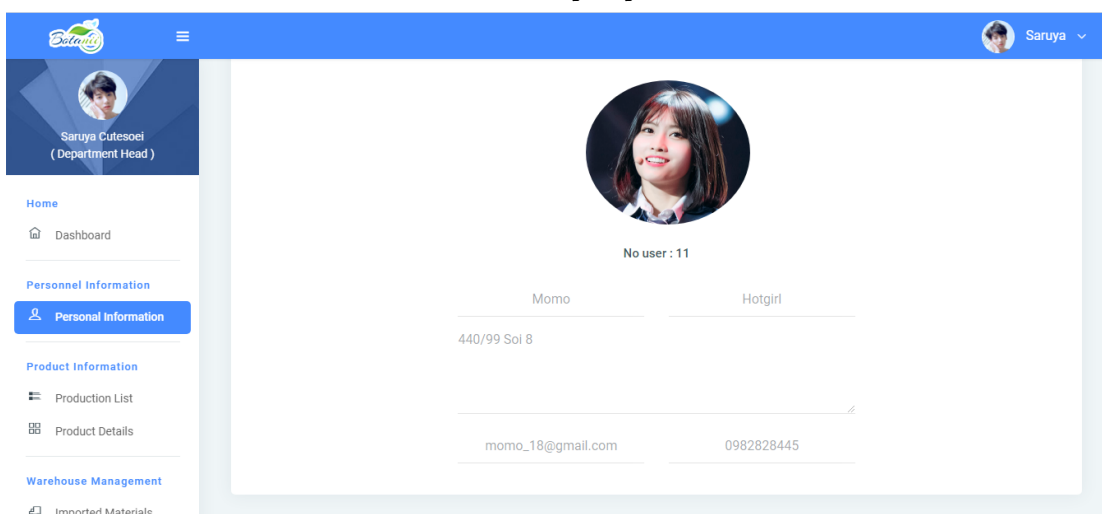 Botanii
Saruya
Saruya Cutesoei
( Department Head )
Home
Dashboard
Personnel Information
Personal Information
Product Information
Production List
Product Details
Warehouse Management
Imported Materials
No user : 11
Momo Hotgirl
440/99 Soi 8
momo_18@gmail.com 0982828445